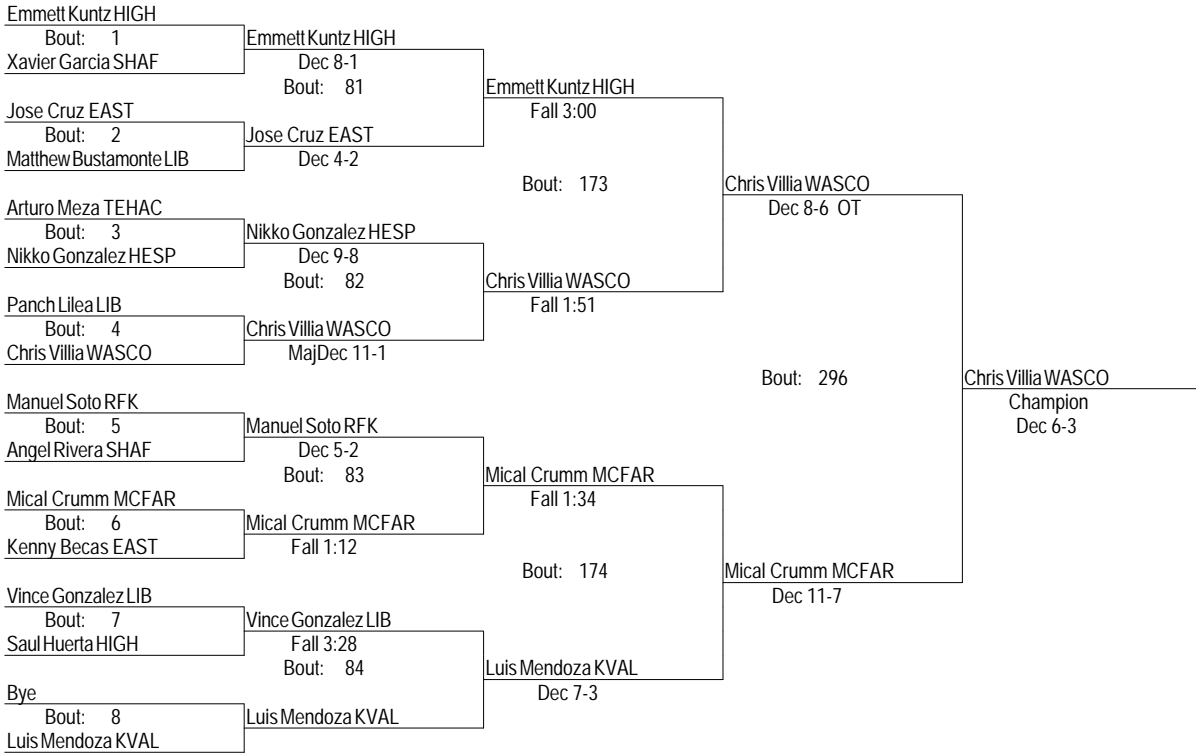 Emmett Kuntz HIGH
Bout: 1
Xavier Garcia SHAF
Jose Cruz EAST
Bout: 2
Matthew Bustamonte LIB
Arturo Meza TEHAC
Bout: 3
Nikko Gonzalez HESP
Panch Lilea LIB
Bout: 4
Chris Villia WASCO
Manuel Soto RFK
Bout: 5
Angel Rivera SHAF
Mical Crumm MCFAR
Bout: 6
Kenny Becas EAST
Vince Gonzalez LIB
Bout: 7
Saul Huerta HIGH
Bye
Bout: 8
Luis Mendoza KVAL
Emmett Kuntz HIGH
Dec 8-1
Bout: 81
Jose Cruz EAST
Dec 4-2
Nikko Gonzalez HESP
Dec 9-8
Bout: 82
Chris Villia WASCO
MajDec 11-1
Manuel Soto RFK
Dec 5-2
Bout: 83
Mical Crumm MCFAR
Fall 1:12
Vince Gonzalez LIB
Fall 3:28
Bout: 84
Luis Mendoza KVAL
Emmett Kuntz HIGH
Fall 3:00
Bout: 173
Chris Villia WASCO
Fall 1:51
Mical Crumm MCFAR
Fall 1:34
Bout: 174
Luis Mendoza KVAL
Dec 7-3
Chris Villia WASCO
Dec 8-6 OT
Bout: 296
Mical Crumm MCFAR
Dec 11-7
Chris Villia WASCO
Champion
Dec 6-3